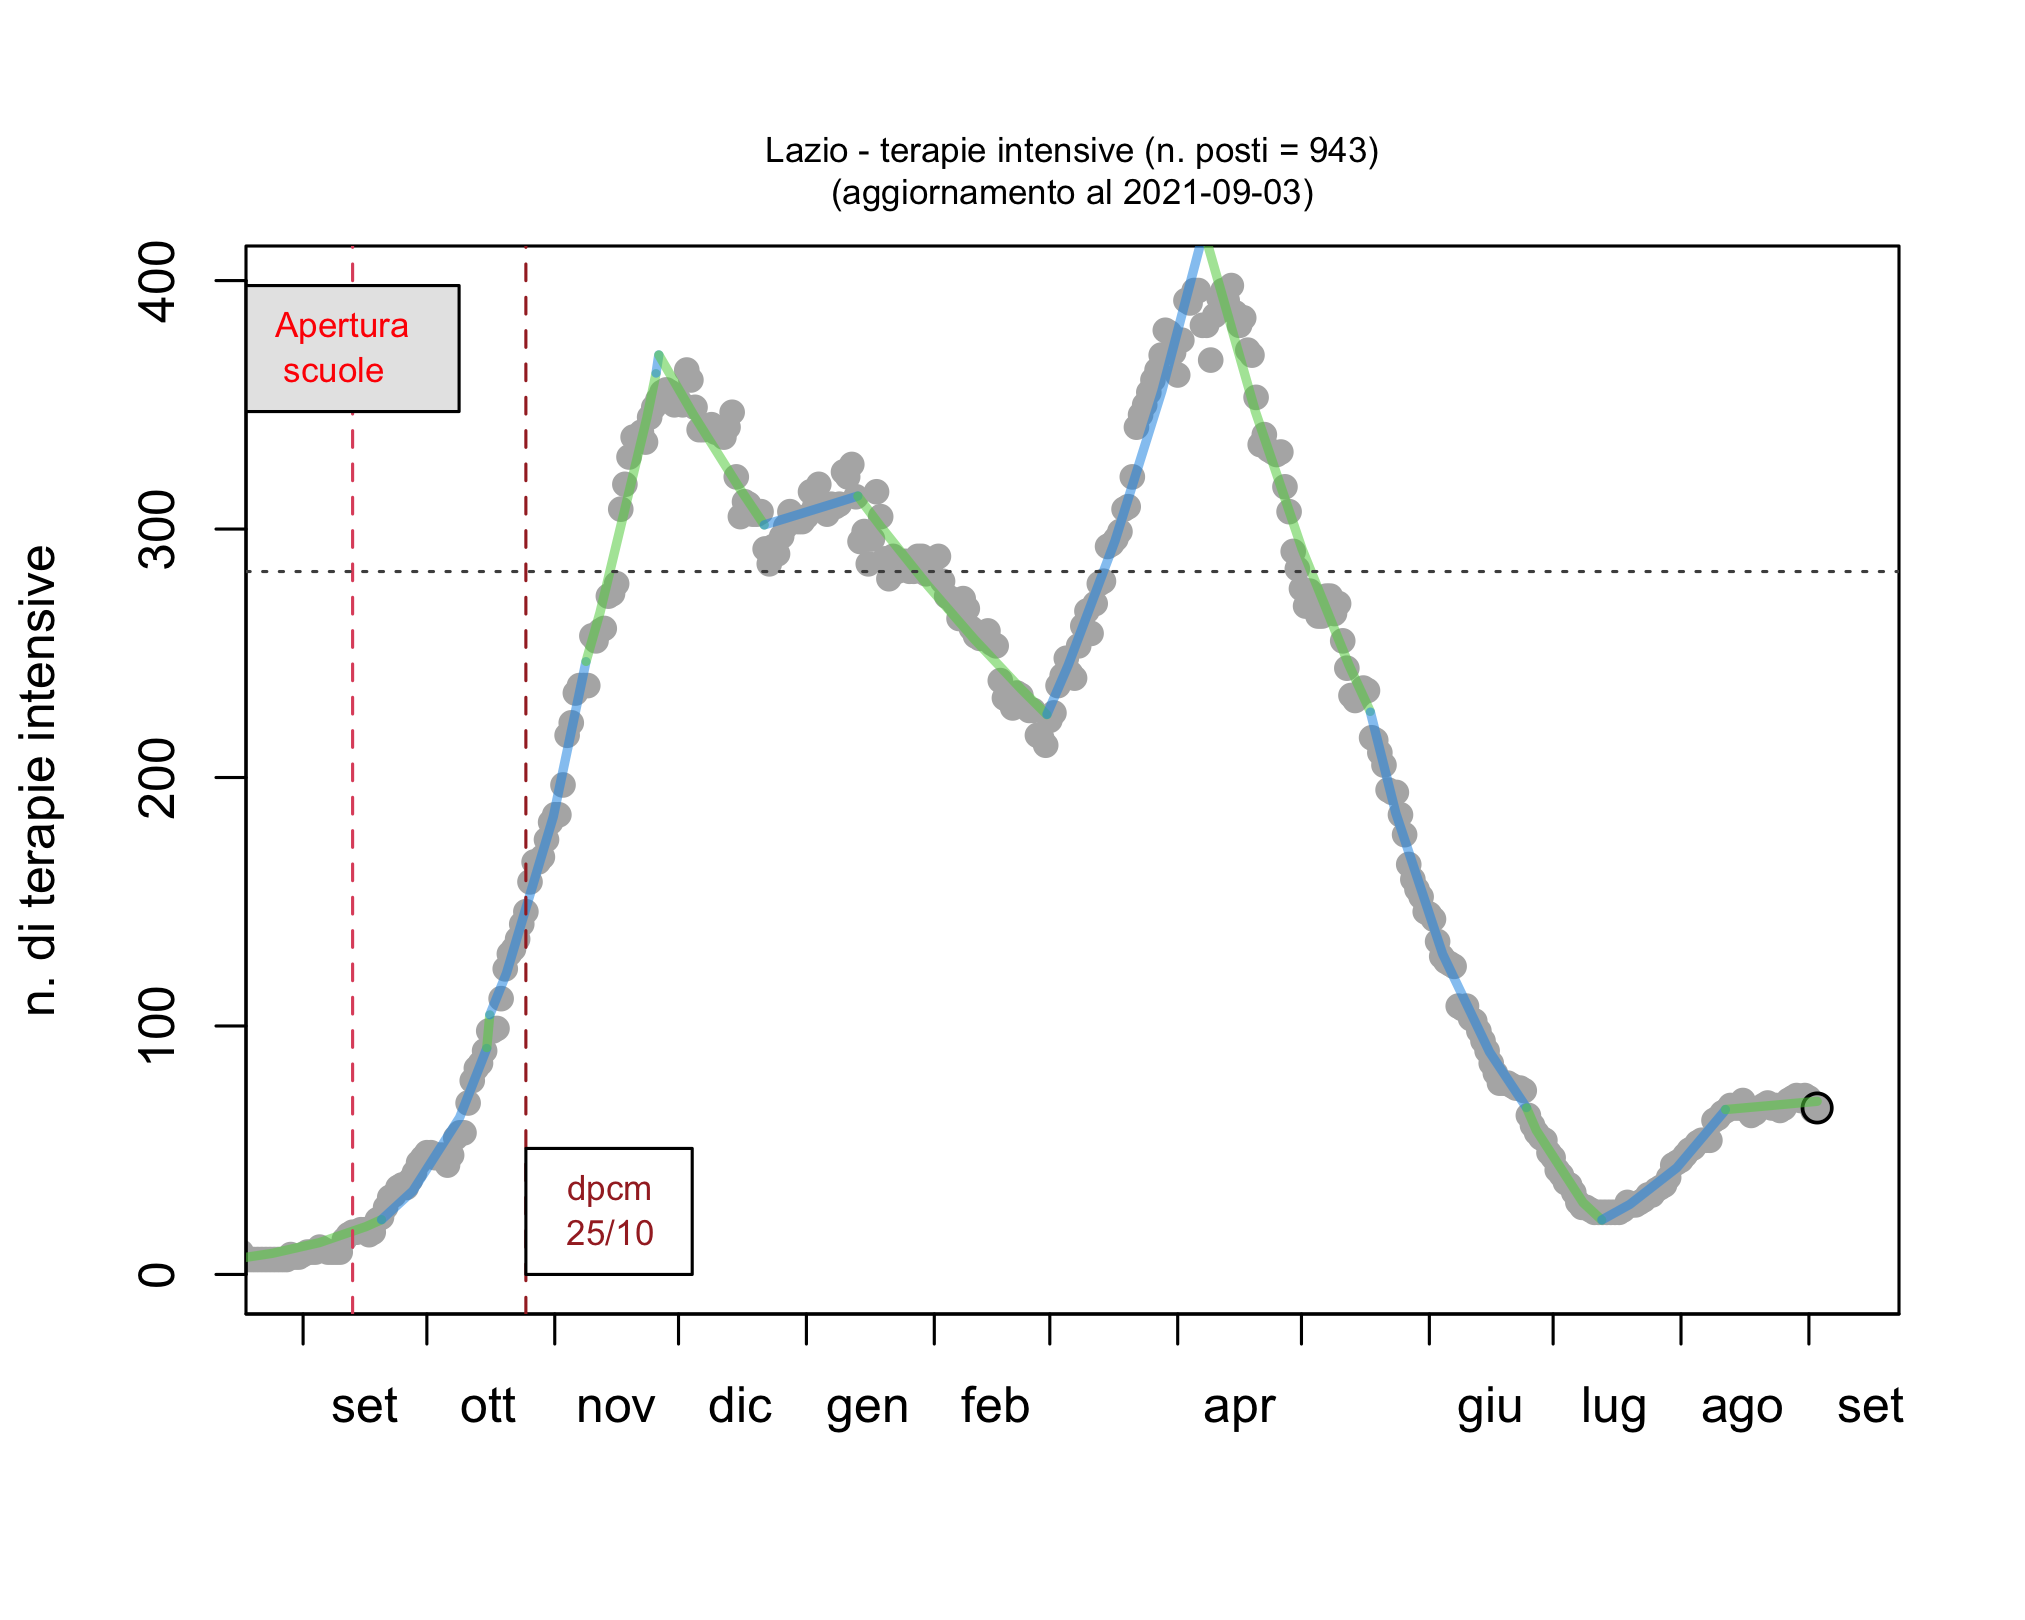 Lazio - terapie intensive (n. posti = 943)
(aggiornamento al 2021-09-03)
n. di terapie intensive
400
300
200
100
0
Apertura
scuole
dpcm
25/10
set ott nov dic gen feb apr giu lug ago set